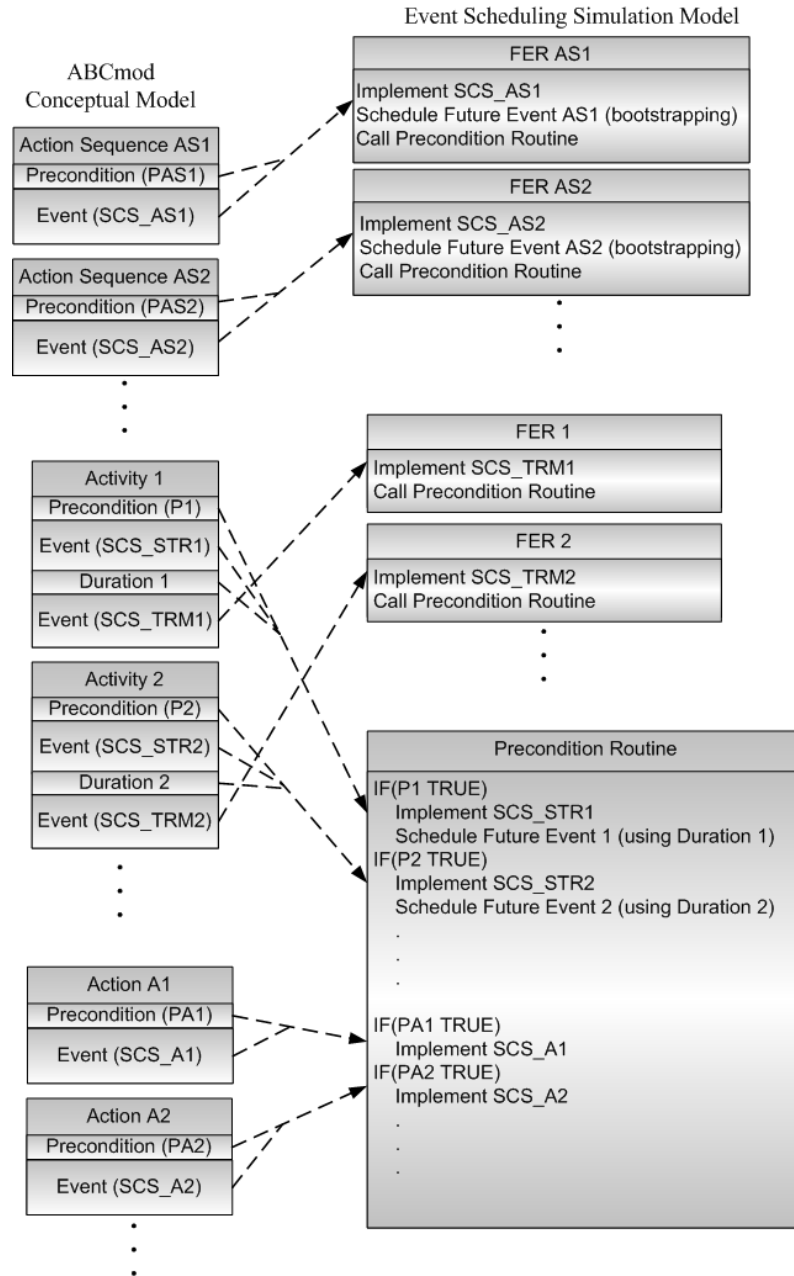 Event Scheduling Simulation Model
ABCmod
Conceptual Model
Action Sequence AS1
Precondition (PAS1)
Event (SCS_AS1)
Action Sequence AS2
Precondition (PAS2)
Event (SCS_AS2)
Activity 1
Precondition (P1)
Event (SCS_STR1)
Duration 1
Event (SCS_TRM1)
Activity 2
Precondition (P2)
Event (SCS_STR2)
Duration 2
Event (SCS_TRM2)
Action A1
Precondition (PA1)
Event (SCS_A1)
Action A2
Precondition (PA2)
Event (SCS_A2)
FER AS1
Implement SCS_AS1
Schedule Future Event AS1 (bootstrapping)
Call Precondition Routine
FER AS2
Implement SCS_AS2
Schedule Future Event AS2 (bootstrapping)
Call Precondition Routine
FER 1
Implement SCS_TRM1
Call Precondition Routine
FER 2
Implement SCS_TRM2
Call Precondition Routine
Precondition Routine
IF(P1 TRUE)
Implement SCS_STR1
Schedule Future Event 1 (using Duration 1)
IF(P2 TRUE)
Implement SCS_STR2
Schedule Future Event 2 (using Duration 2)
.
.
.
IF(PA1 TRUE)
Implement SCS_A1
IF(PA2 TRUE)
Implement SCS_A2
.
.
.